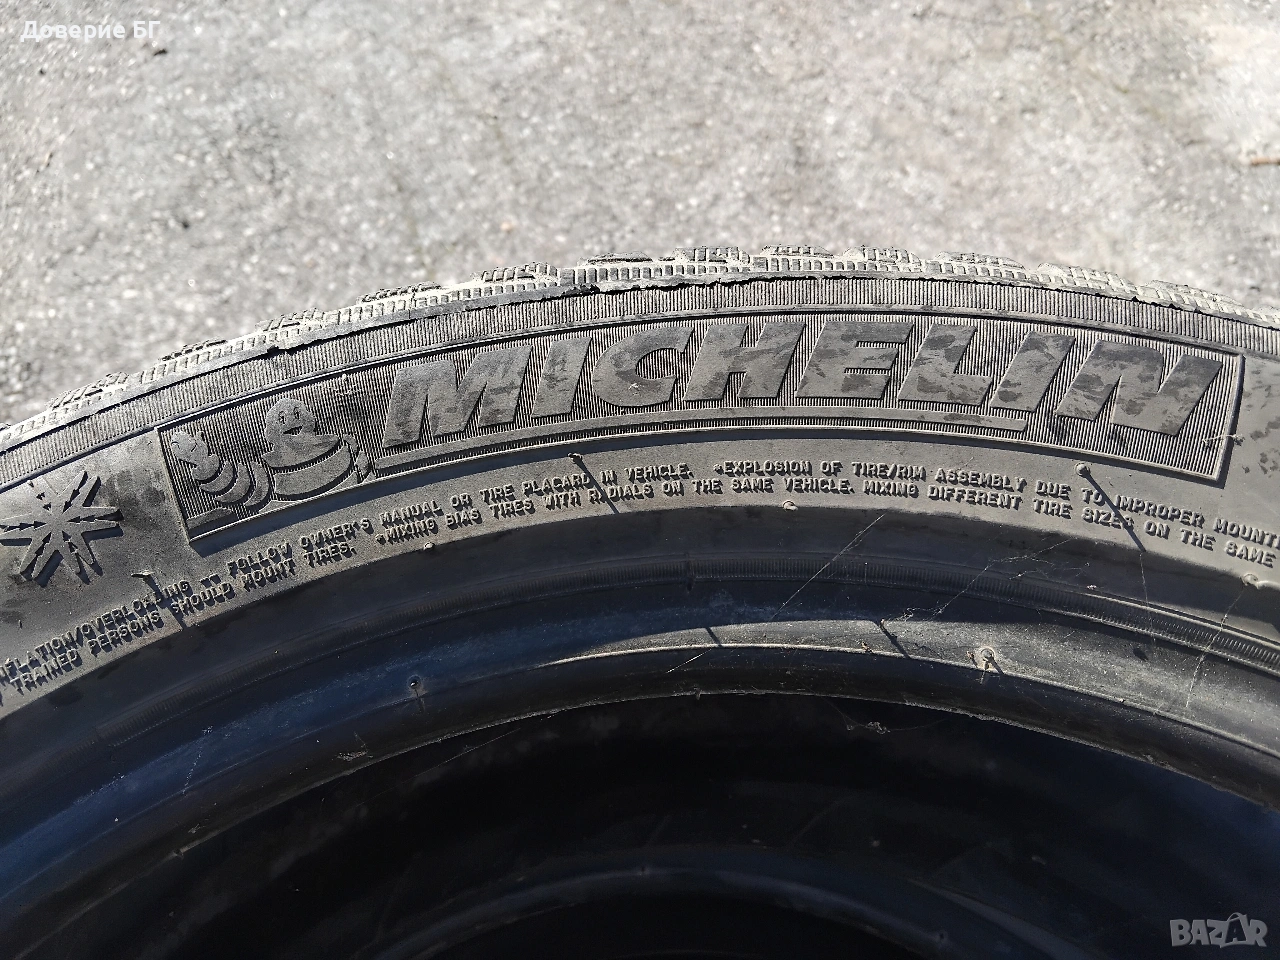 Доверие БГ
MICHELIN
FOLLOW OWNER'S MANUAL OR TIRE PLACARD IN VEHICLE. •EXPLOSION OF TIRE/RIM ASSEMBLY DUE TO IMPROPER
TRAINED PERSONS SHOULD MOUNT TIRES. •MIXING BIAS TIRES WITH RADIALS ON THE SAME VEHICLE. MIXING DIFFERENT TIRE SIZES ON THE SAME
BAZAR